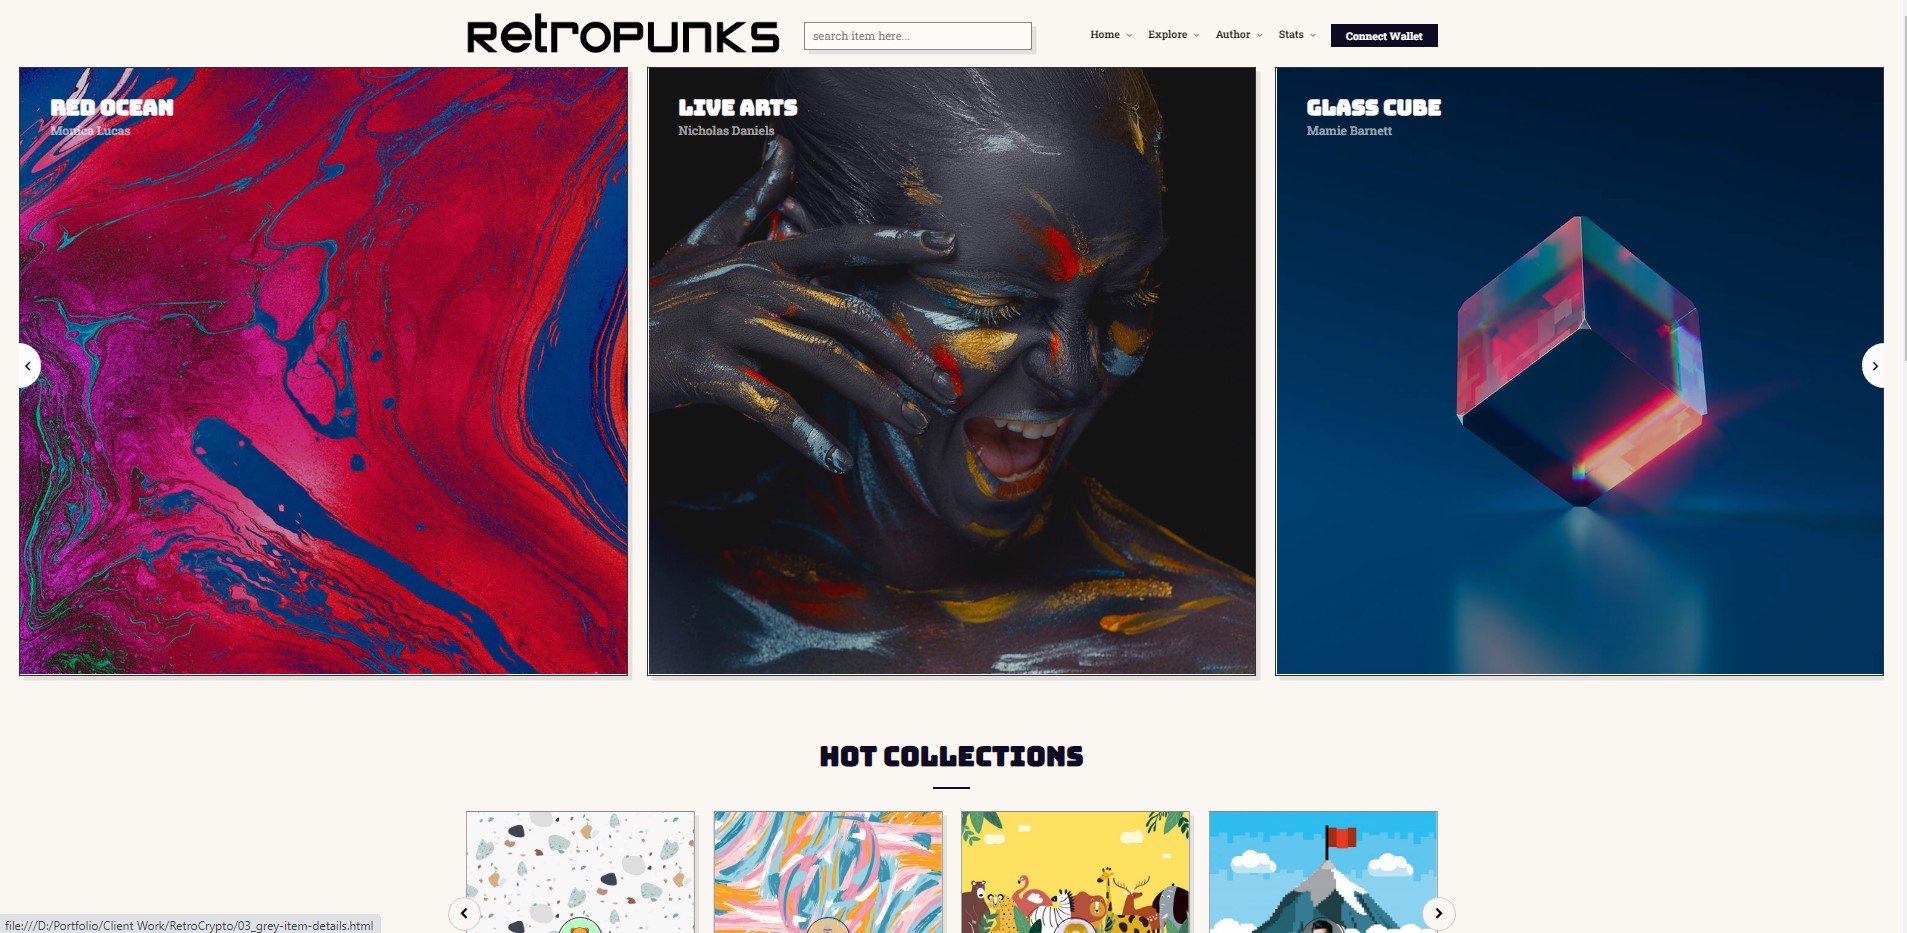 RetroPunks
search item here...
Home
Explore
Author
Stats
Connect Wallet
RED OCEAN
Monica Lucas
LIVE ARTS
Nicholas Daniels
GLASS CUBE
Mamie Barnett
HOT COLLECTIONS
file:///D:/Portfolio/Client Work/RetroCrypto/03_grey-item-details.html